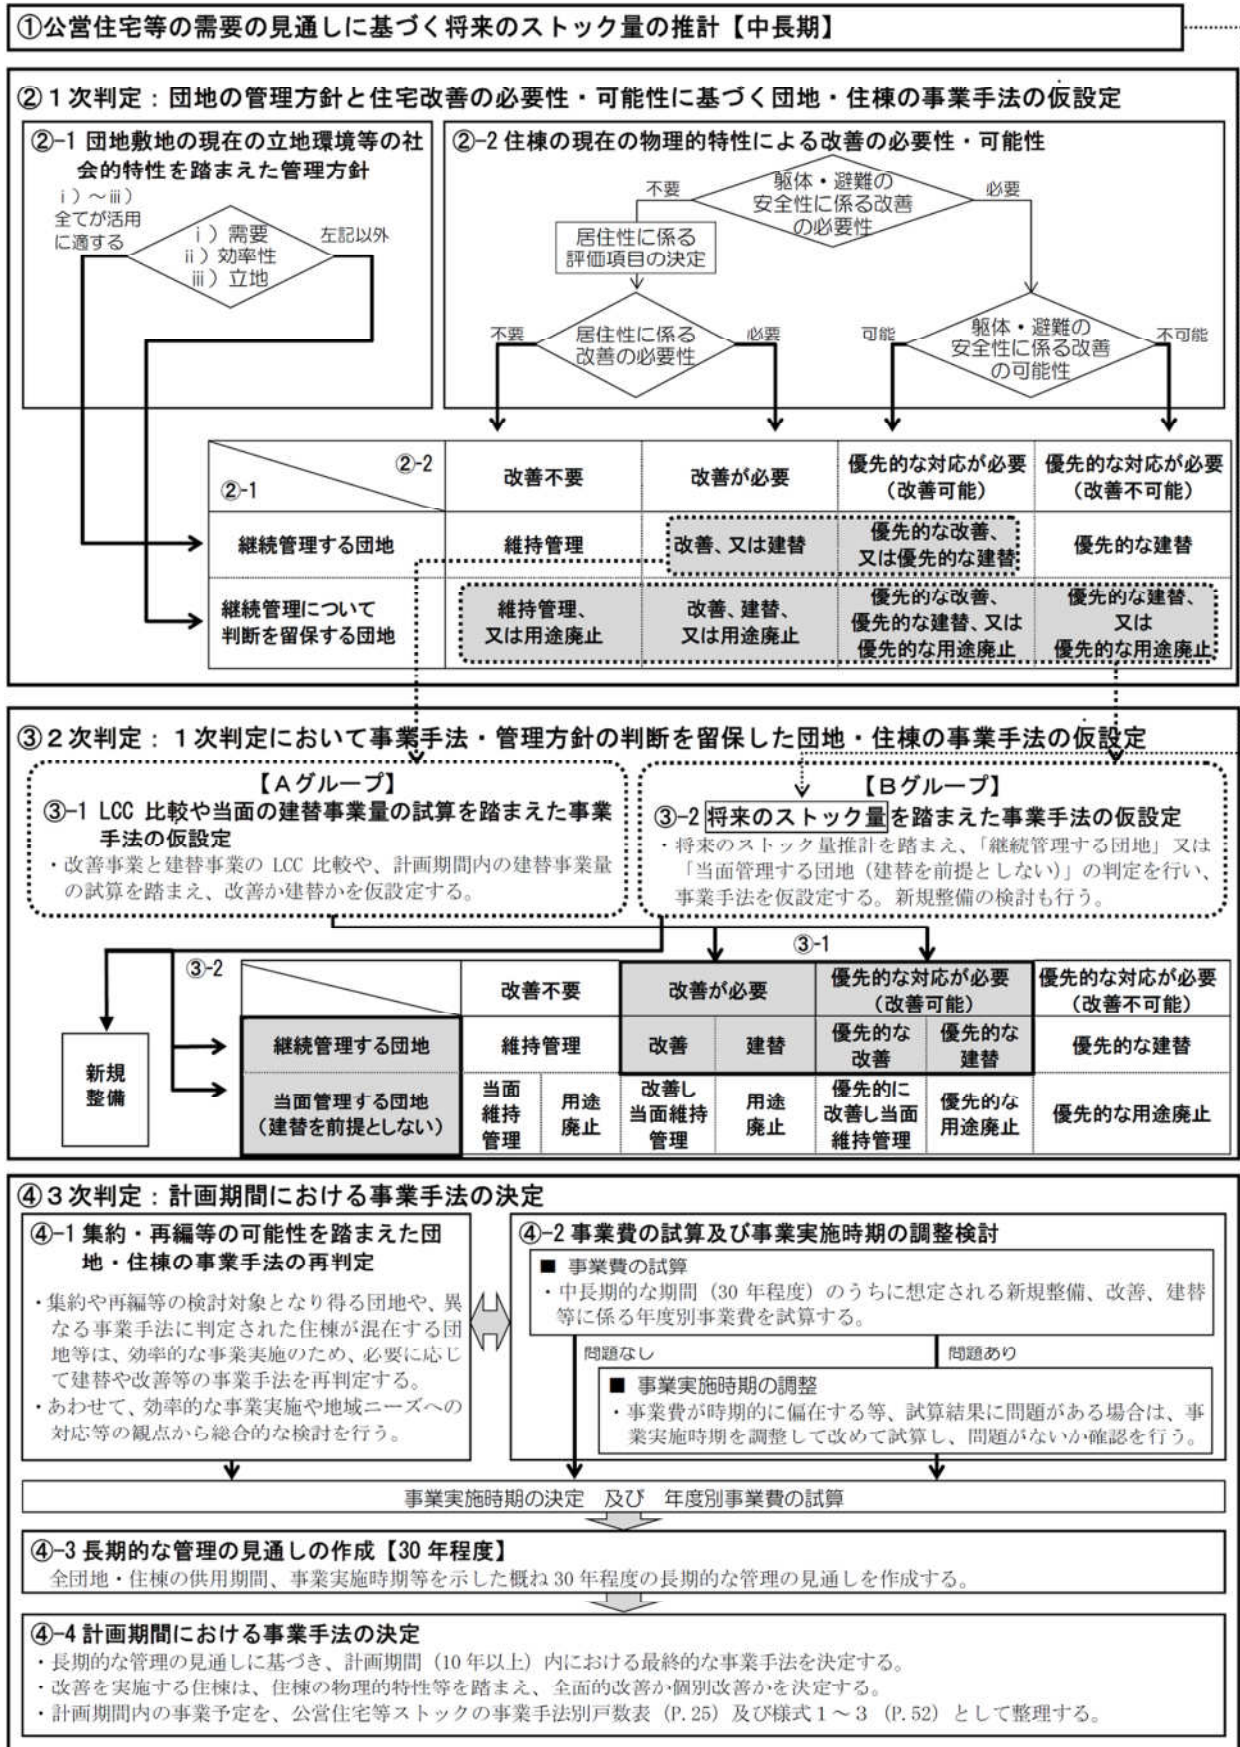 ①公営住宅等の需要の見通しに基づく将来のストック量の推計【中長期】
②１次判定：団地の管理方針と住宅改善の必要性・可能性に基づく団地・住棟の事業手法の仮設定
②-1 団地敷地の現在の立地環境等の社
会的特性を踏まえた管理方針
ⅰ）～ⅲ）
全てが活用
に適する
ⅰ）需要
ⅱ）効率性
ⅲ）立地
左記以外
②-2 住棟の現在の物理的特性による改善の必要性・可能性
不要
躯体・避難の
安全性に係る改善
の必要性
必要
居住性に係る
評価項目の決定
不要
居住性に係る
改善の必要性
必要
可能
躯体・避難の
安全性に係る改善
の可能性
不可能
②-2
②-1
改善不要
改善が必要
優先的な対応が必要
（改善可能）
優先的な対応が必要
（改善不可能）
継続管理する団地
維持管理
改善、又は建替
優先的な改善、
又は優先的な建替
優先的な建替
継続管理について
判断を留保する団地
維持管理、
又は用途廃止
改善、建替、
又は用途廃止
優先的な改善、
優先的な建替、又は
優先的な用途廃止
優先的な建替、
又は
優先的な用途廃止
③２次判定：１次判定において事業手法・管理方針の判断を留保した団地・住棟の事業手法の仮設定
【Ａグループ】
③-1 LCC 比較や当面の建替事業量の試算を踏まえた事業
手法の仮設定
・改善事業と建替事業の LCC 比較や、計画期間内の建替事業量
の試算を踏まえ、改善か建替かを仮設定する。
【Ｂグループ】
③-2 将来のストック量を踏まえた事業手法の仮設定
・将来のストック量推計を踏まえ、「継続管理する団地」又は
「当面管理する団地（建替を前提としない）」の判定を行い、
事業手法を仮設定する。新規整備の検討も行う。
③-1
③-2
改善不要
改善が必要
優先的な対応が必要
（改善可能）
優先的な対応が必要
（改善不可能）
新規
整備
継続管理する団地
維持管理
改善
建替
優先的な
改善
優先的な
建替
優先的な建替
当面管理する団地
（建替を前提としない）
当面
維持
管理
用途
廃止
改善し
当面維持
管理
用途
廃止
優先的に
改善し当面
維持管理
優先的な
用途廃止
優先的な用途廃止
④３次判定：計画期間における事業手法の決定
④-1 集約・再編等の可能性を踏まえた団
地・住棟の事業手法の再判定
・集約や再編等の検討対象となり得る団地や、異
なる事業手法に判定された住棟が混在する団
地等は、効率的な事業実施のため、必要に応じ
て建替や改善等の事業手法を再判定する。
・あわせて、効率的な事業実施や地域ニーズへの
対応等の観点から総合的な検討を行う。
④-2 事業費の試算及び事業実施時期の調整検討
■ 事業費の試算
・中長期的な期間（30 年程度）のうちに想定される新規整備、改善、建替
等に係る年度別事業費を試算する。
問題なし
問題あり
■ 事業実施時期の調整
・事業費が時期的に偏在する等、試算結果に問題がある場合は、事
業実施時期を調整して改めて試算し、問題がないか確認を行う。
事業実施時期の決定　及び　年度別事業費の試算
④-3 長期的な管理の見通しの作成【30 年程度】
全団地・住棟の供用期間、事業実施時期等を示した概ね 30 年程度の長期的な管理の見通しを作成する。
④-4 計画期間における事業手法の決定
・長期的な管理の見通しに基づき、計画期間（10 年以上）内における最終的な事業手法を決定する。
・改善を実施する住棟は、住棟の物理的特性等を踏まえ、全面的改善か個別改善かを決定する。
・計画期間内の事業予定を、公営住宅等ストックの事業手法別戸数表（P.25）及び様式１～３（P.52）として整理する。